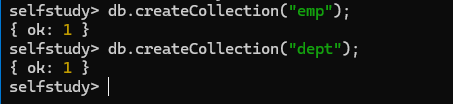 selfstudy> db.createCollection("emp");
{ ok: 1 }
selfstudy> db.createCollection("dept");
{ ok: 1 }
selfstudy>